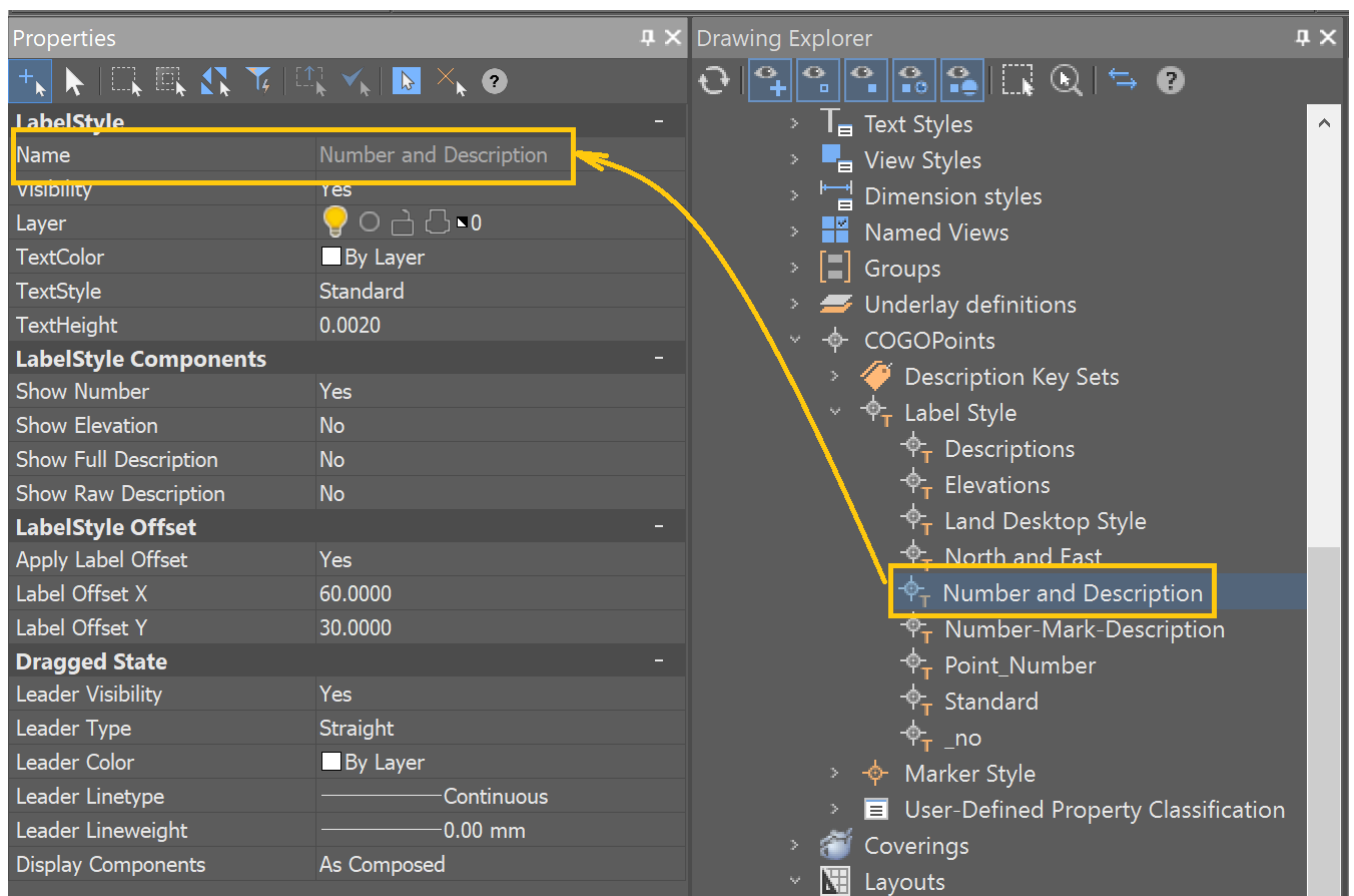 Properties
LabelStyle
Name Number and Description
Visibility Yes
Layer 0
TextColor By Layer
TextStyle Standard
TextHeight 0.0020
LabelStyle Components
Show Number Yes
Show Elevation No
Show Full Description No
Show Raw Description No
LabelStyle Offset
Apply Label Offset Yes
Label Offset X 60.0000
Label Offset Y 30.0000
Dragged State
Leader Visibility Yes
Leader Type Straight
Leader Color By Layer
Leader Linetype Continuous
Leader Lineweight 0.00 mm
Display Components As Composed
Drawing Explorer
Text Styles
View Styles
Dimension styles
Named Views
Groups
Underlay definitions
COGOPoints
Description Key Sets
Label Style
Descriptions
Elevations
Land Desktop Style
North and East
Number and Description
Number-Mark-Description
Point_Number
Standard
_no
Marker Style
User-Defined Property Classification
Coverings
Layouts